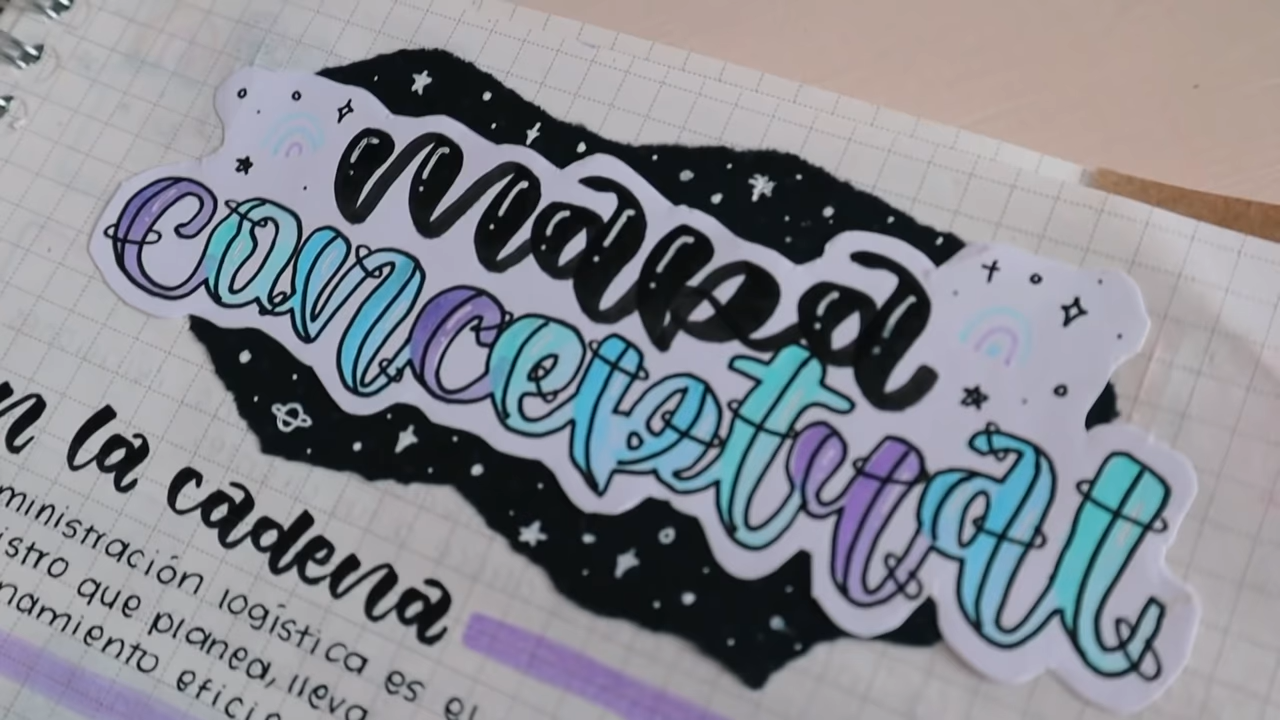 mapa
conceptual
n la cadena
ministración logística es el
istro que planea, lleva
namiento efici